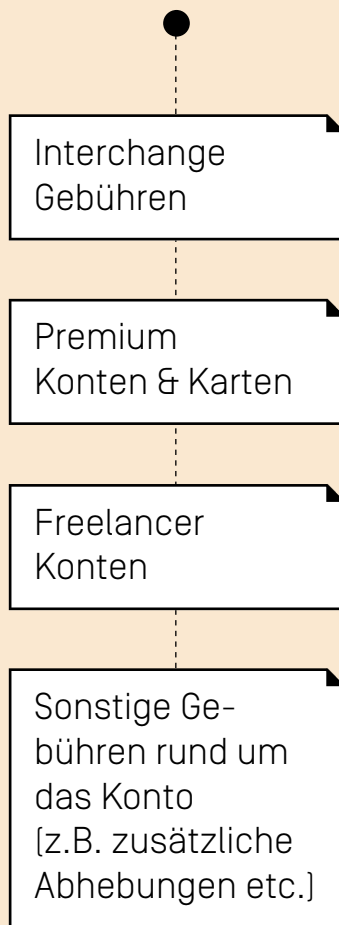 Interchange
Gebühren
Premium
Konten & Karten
Freelancer
Konten
Sonstige Ge-
bühren rund um
das Konto
(z.B. zusätzliche
Abhebungen etc.)